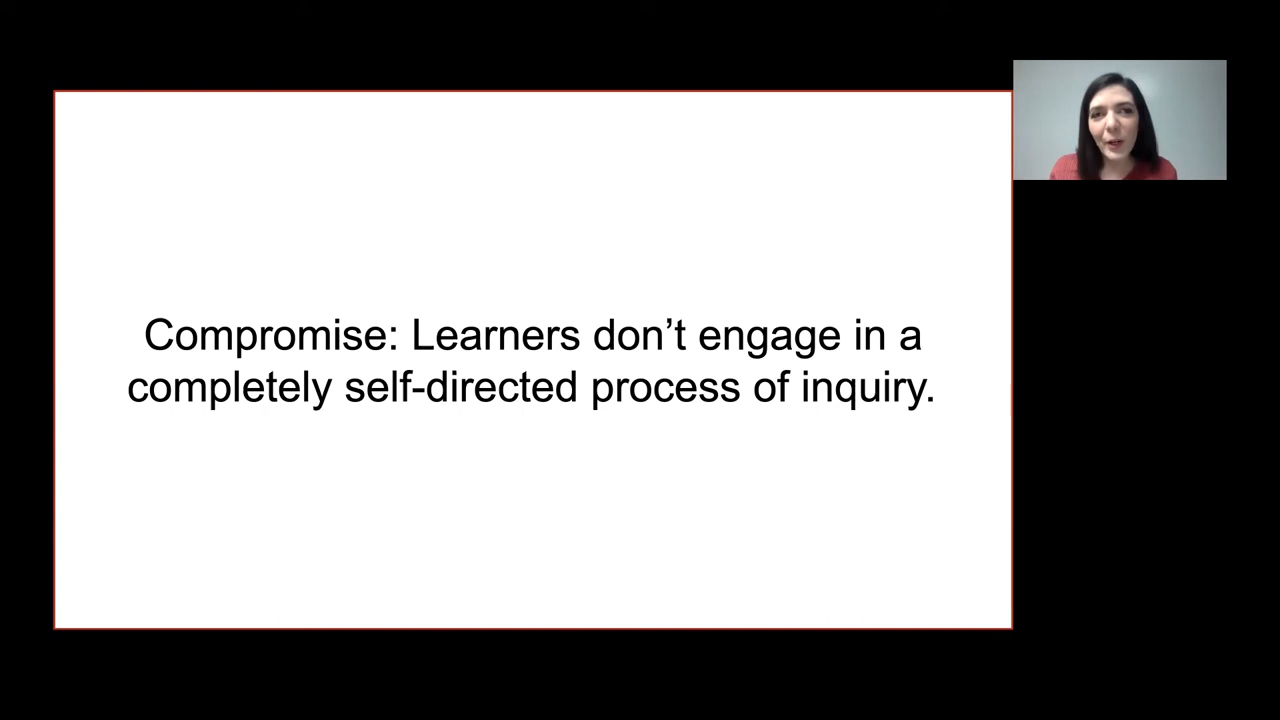 Compromise: Learners don’t engage in a
completely self-directed process of inquiry.